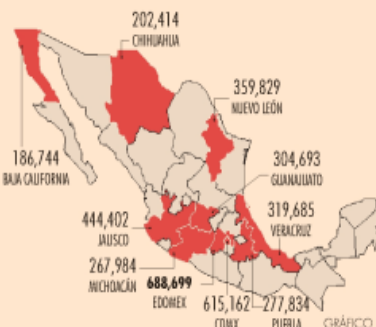 202,414
CHIHUAHUA
359,829
NUEVO LEÓN
186,744
BAJA CALIFORNIA
304,693
GUANAJUATO
319,685
VERACRUZ
444,402
JALISCO
267,984
MICHOACÁN
688,699
EDOMEX
615,162
CDMX
277,834
PUEBLA
GRÁFICO